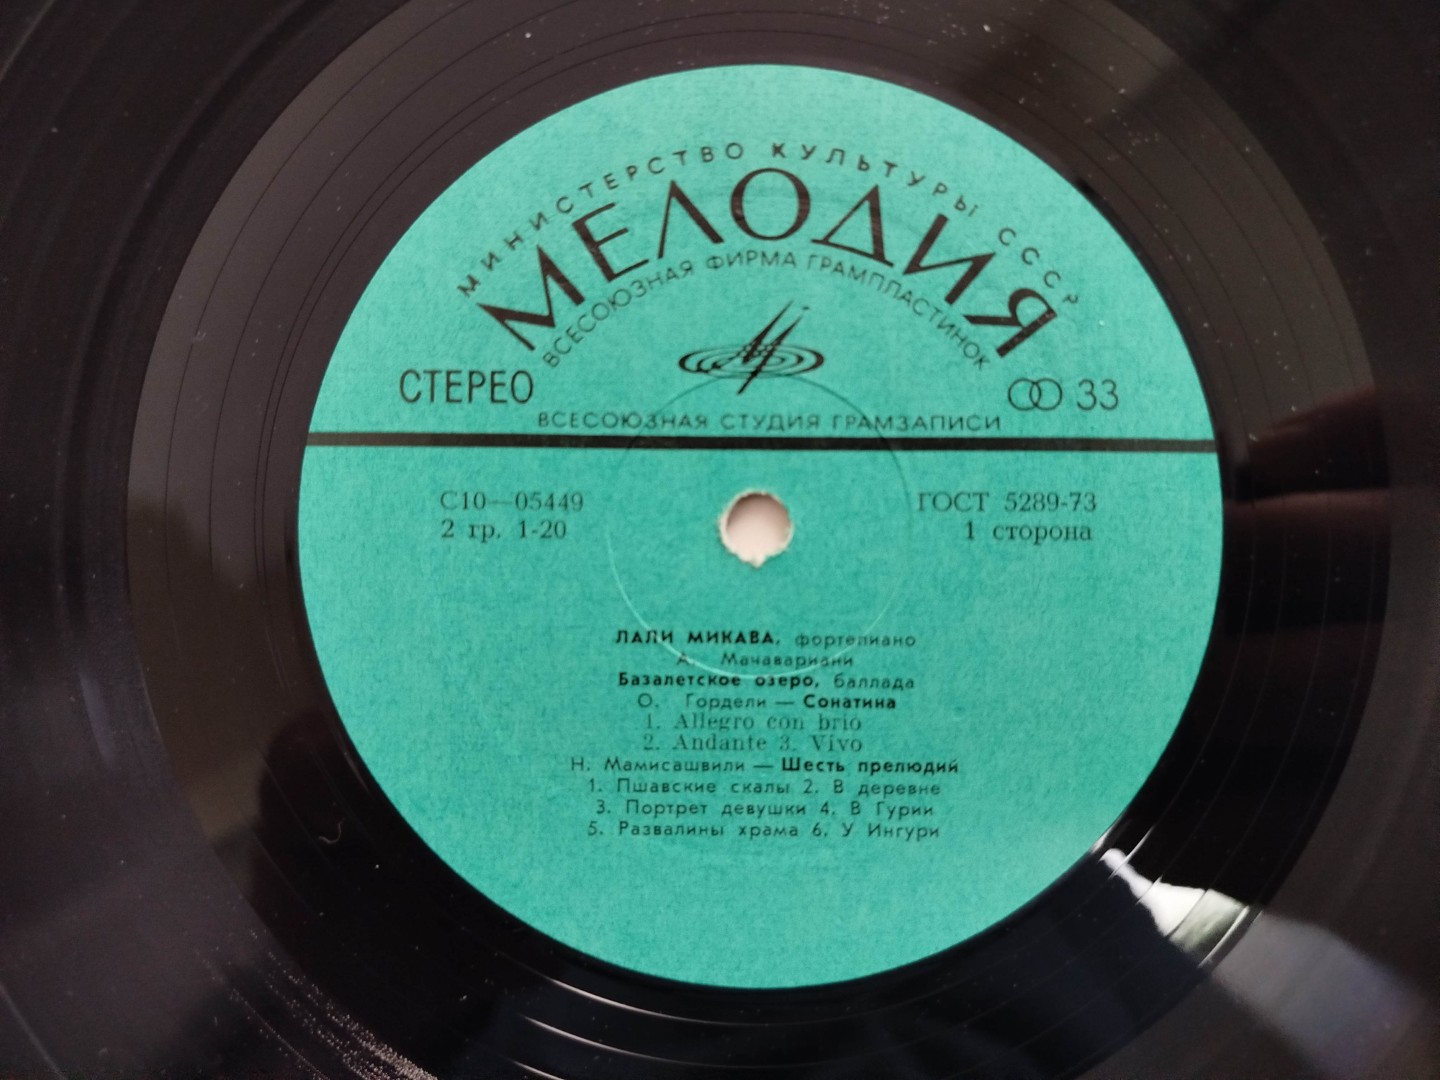 МИНИСТЕРСТВО КУЛЬТУРЫ СССР
МЕЛОДИЯ
ВСЕСОЮЗНАЯ ФИРМА ГРАМПЛАСТИНОК
СТЕРЕО
33
ВСЕСОЮЗНАЯ СТУДИЯ ГРАМЗАПИСИ
С10—05449
ГОСТ 5289-73
2 гр. 1-20
1 сторона
ЛАЛИ МИКАВА, фортепиано
А. Мачавариани
Базалетское озеро, баллада
О. Гордели — Сонатина
1. Allegro con brio
2. Andante 3. Vivo
Н. Мамисашвили — Шесть прелюдий
1. Пшавские скалы 2. В деревне
3. Портрет девушки 4. В Гурии
5. Развалины храма 6. У Ингури